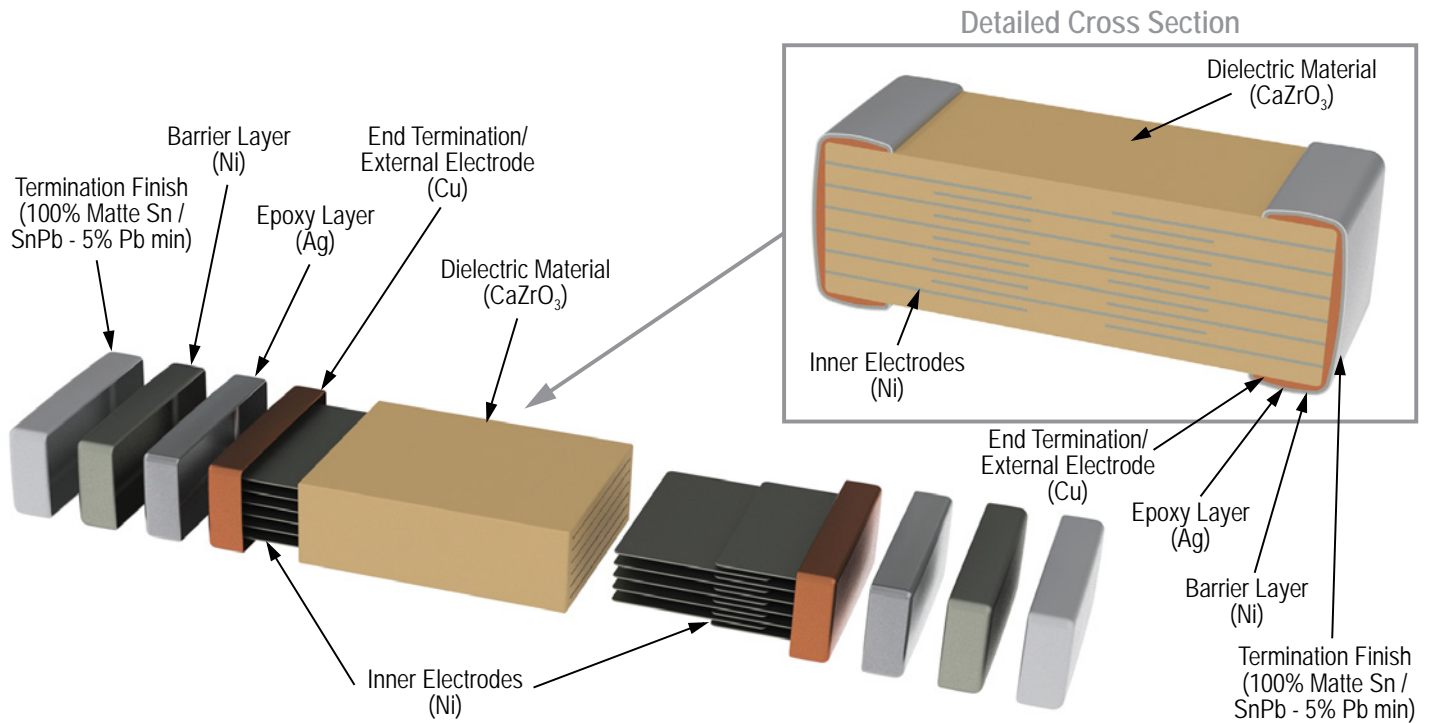 Detailed Cross Section
Dielectric Material
(CaZrO₃)
Inner Electrodes
(Ni)
End Termination/
External Electrode
(Cu)
Epoxy Layer
(Ag)
Barrier Layer
(Ni)
Termination Finish
(100% Matte Sn /
SnPb - 5% Pb min)
Termination Finish
(100% Matte Sn /
SnPb - 5% Pb min)
Barrier Layer
(Ni)
Epoxy Layer
(Ag)
End Termination/
External Electrode
(Cu)
Dielectric Material
(CaZrO₃)
Inner Electrodes
(Ni)